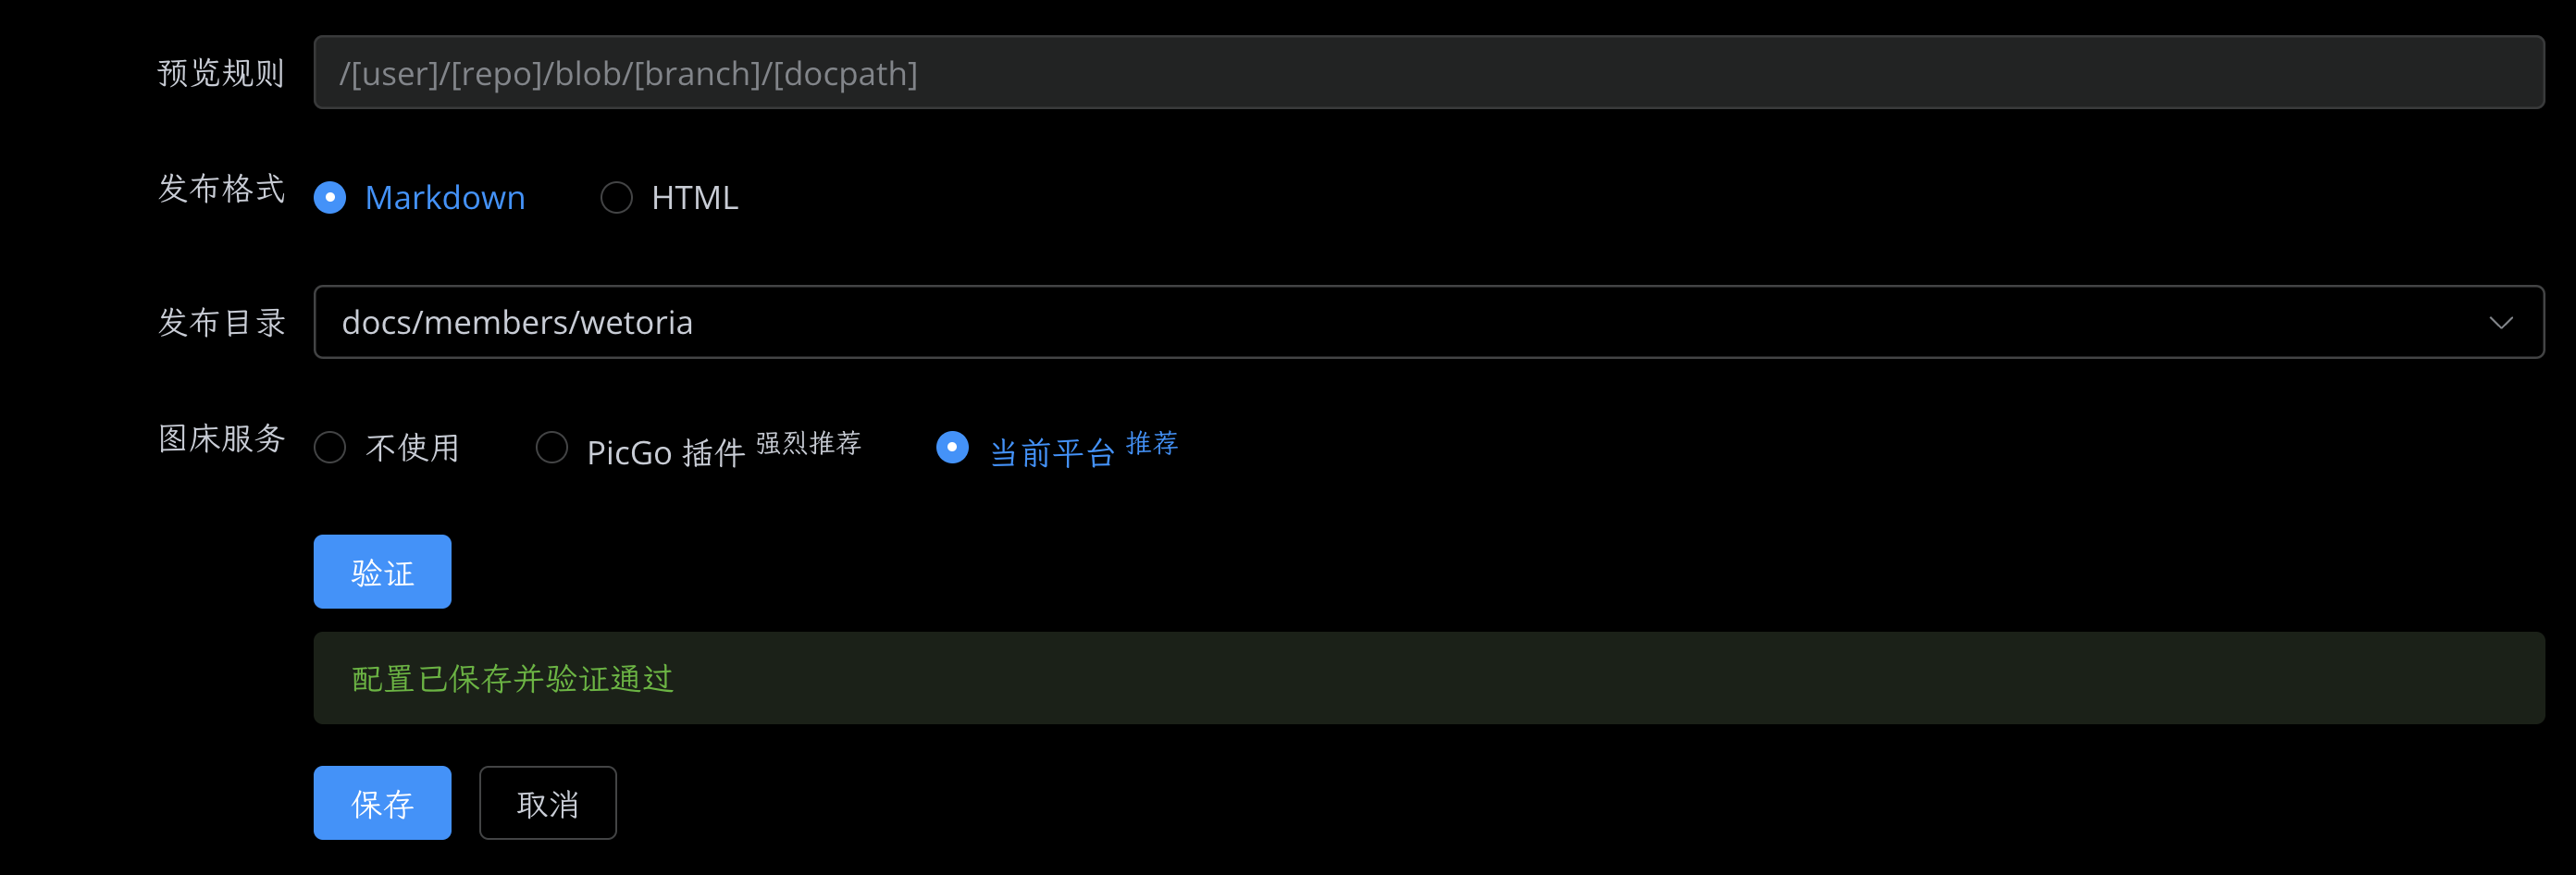 预览规则 /[user]/[repo]/blob/[branch]/[docpath]
发布格式 Markdown HTML
发布目录 docs/members/wetoria
图床服务 不使用 PicGo 插件 强烈推荐 当前平台 推荐
验证
配置已保存并验证通过
保存 取消